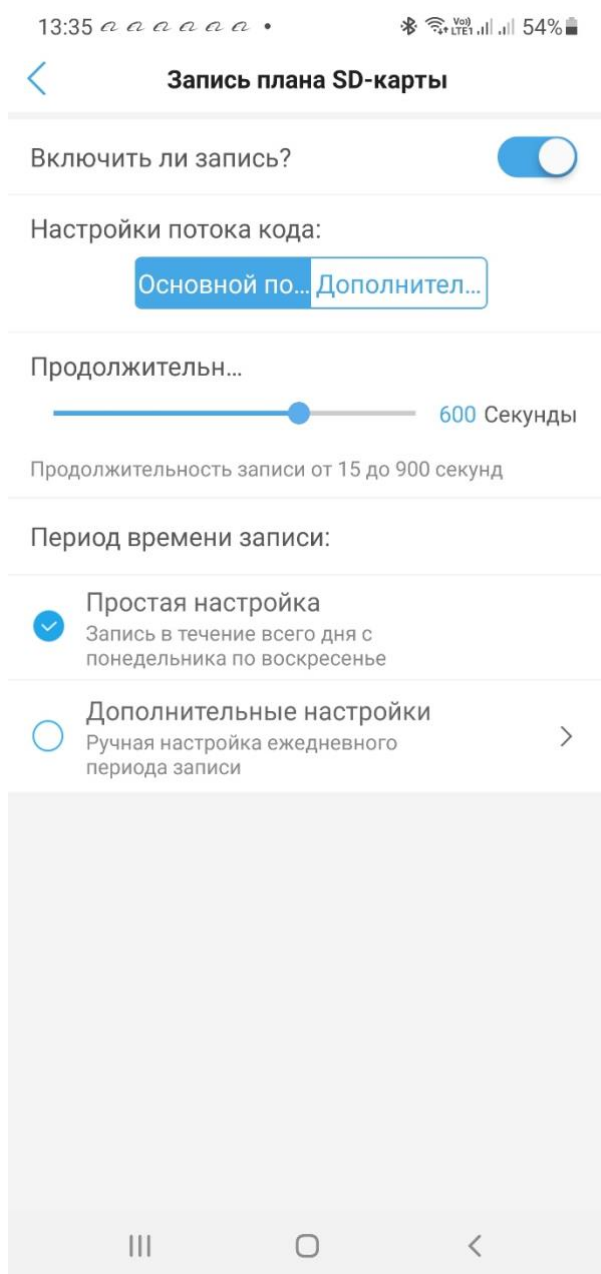 13:35
Vo)) LTE1 54%
Запись плана SD-карты
Включить ли запись?
Настройки потока кода:
Основной по... Дополнител...
Продолжительн...
600 Секунды
Продолжительность записи от 15 до 900 секунд
Период времени записи:
Простая настройка
Запись в течение всего дня с
понедельника по воскресенье
Дополнительные настройки
Ручная настройка ежедневного
периода записи